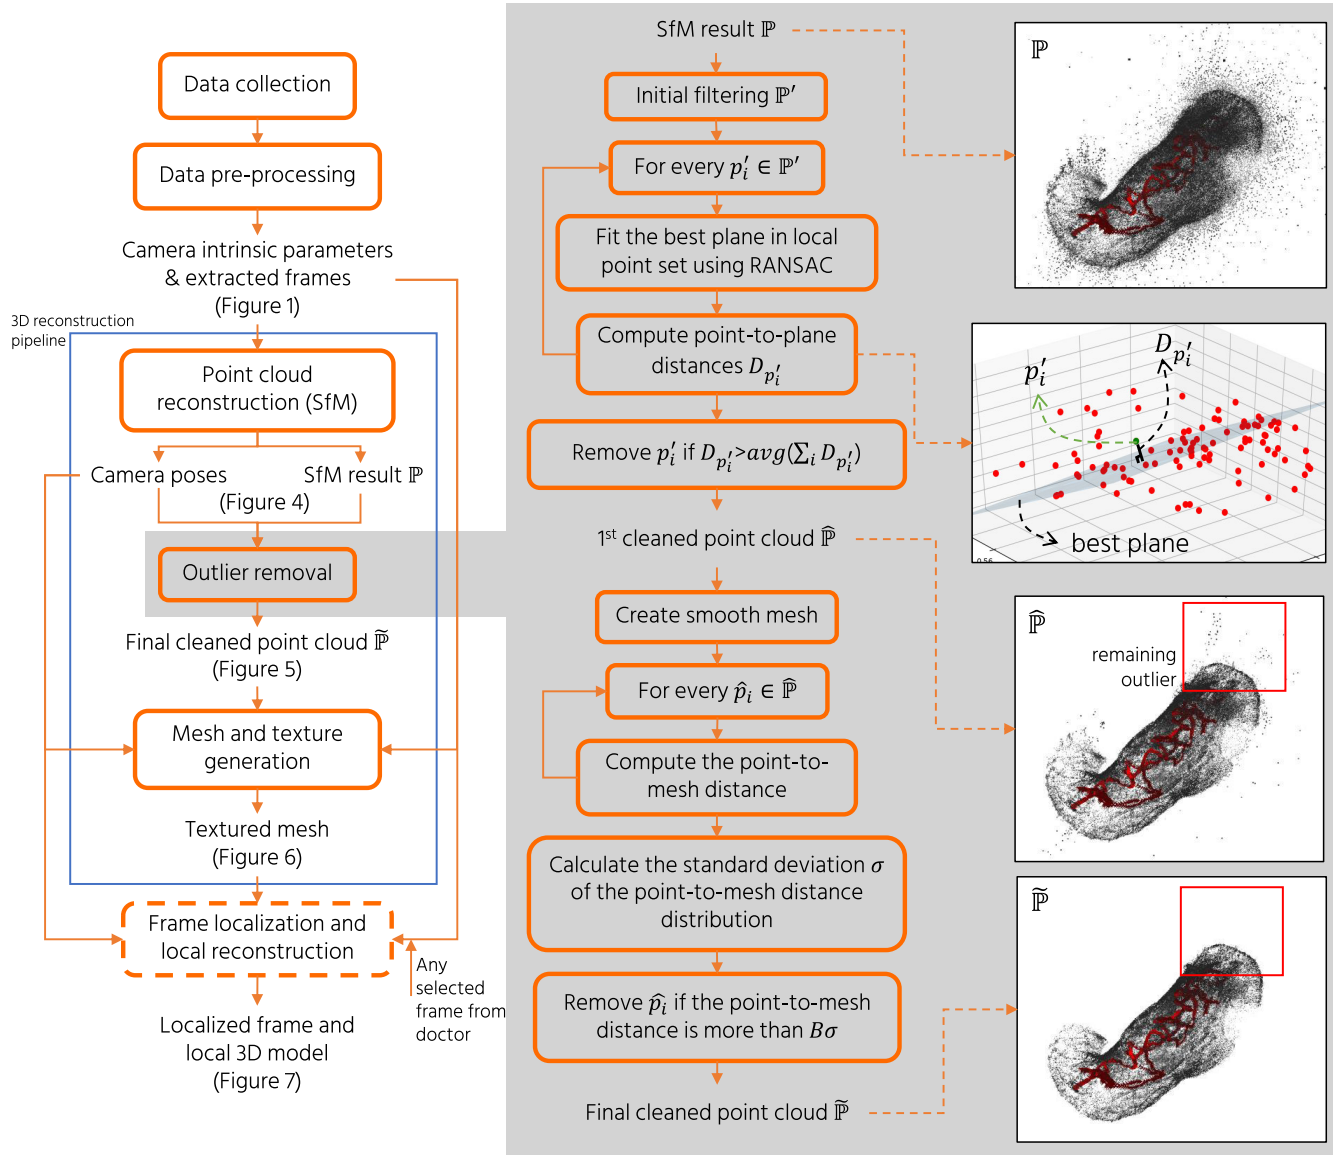 Data collection
Data pre-processing
Camera intrinsic parameters
& extracted frames
(Figure 1)
3D reconstruction
pipeline
Point cloud
reconstruction (SfM)
Camera poses
SfM result ℙ
(Figure 4)
Outlier removal
Final cleaned point cloud ℙ̃
(Figure 5)
Mesh and texture
generation
Textured mesh
(Figure 6)
Frame localization and
local reconstruction
Any
selected
frame from
doctor
Localized frame and
local 3D model
(Figure 7)
SfM result ℙ
Initial filtering ℙ′
For every p′ᵢ ∈ ℙ′
Fit the best plane in local
point set using RANSAC
Compute point-to-plane
distances D_{p′ᵢ}
Remove p′ᵢ if D_{p′ᵢ}>avg(∑ᵢ D_{p′ᵢ})
1ˢᵗ cleaned point cloud ℙ̂
Create smooth mesh
For every p̂ᵢ ∈ ℙ̂
Compute the point-to-
mesh distance
Calculate the standard deviation σ
of the point-to-mesh distance
distribution
Remove p̂ᵢ if the point-to-mesh
distance is more than Bσ
Final cleaned point cloud ℙ̃
ℙ
p′ᵢ
D_{p′ᵢ}
best plane
0.56
ℙ̂
remaining
outlier
ℙ̃